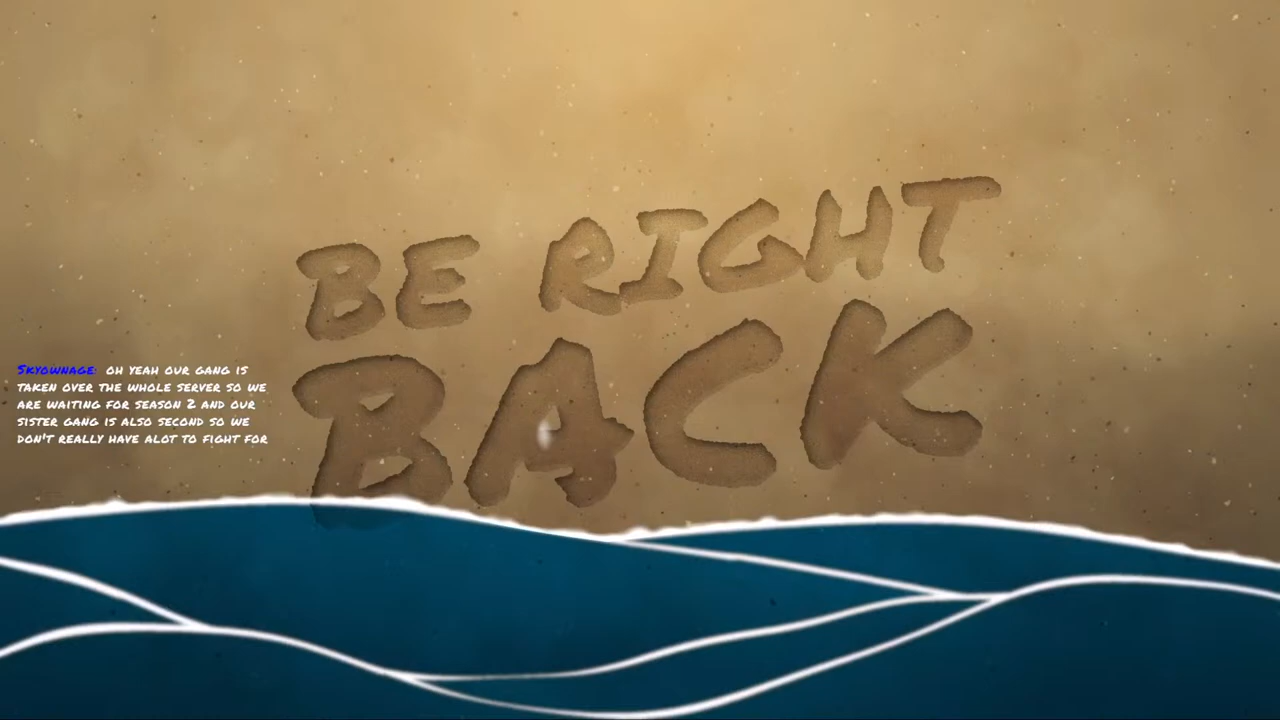 BE RIGHT
BACK
Skyownage: oh yeah our gang is
taken over the whole server so we
are waiting for season 2 and our
sister gang is also second so we
don't really have alot to fight for